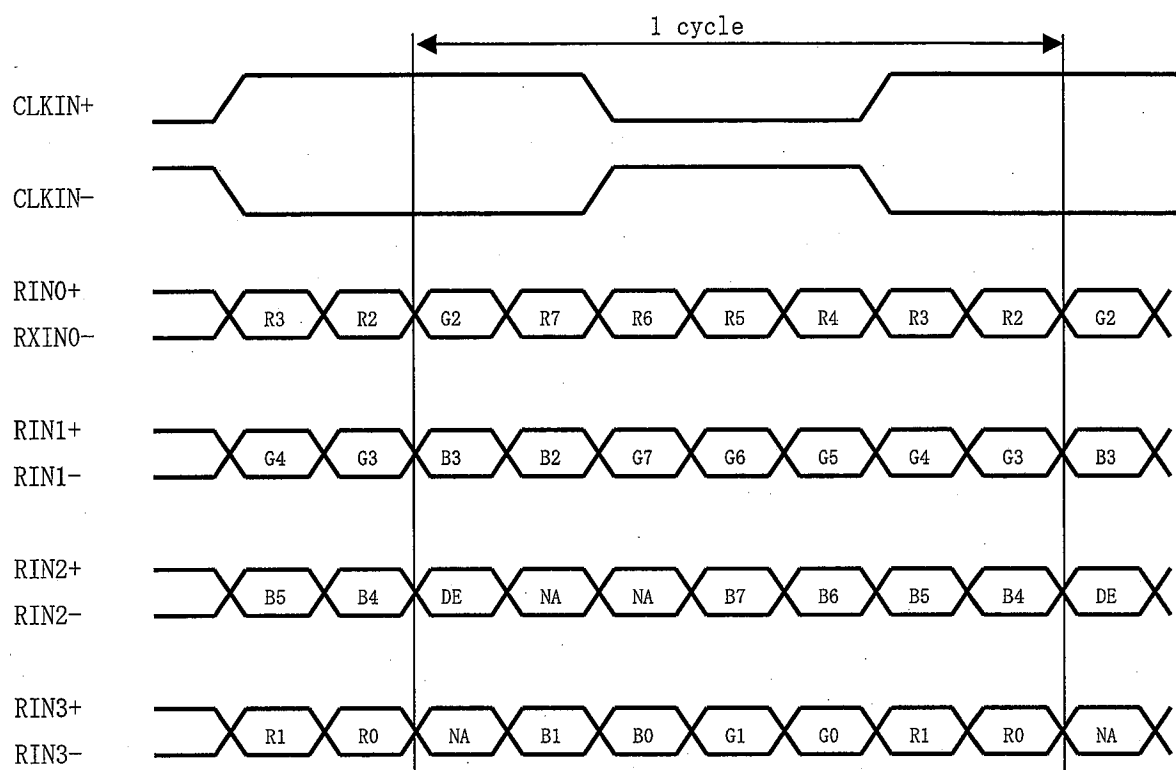 1 cycle
CLKIN+
CLKIN-
RIN0+
RXIN0-
R3 R2 G2 R7 R6 R5 R4 R3 R2 G2
RIN1+
RIN1-
G4 G3 B3 B2 G7 G6 G5 G4 G3 B3
RIN2+
RIN2-
B5 B4 DE NA NA B7 B6 B5 B4 DE
RIN3+
RIN3-
R1 R0 NA B1 B0 G1 G0 R1 R0 NA